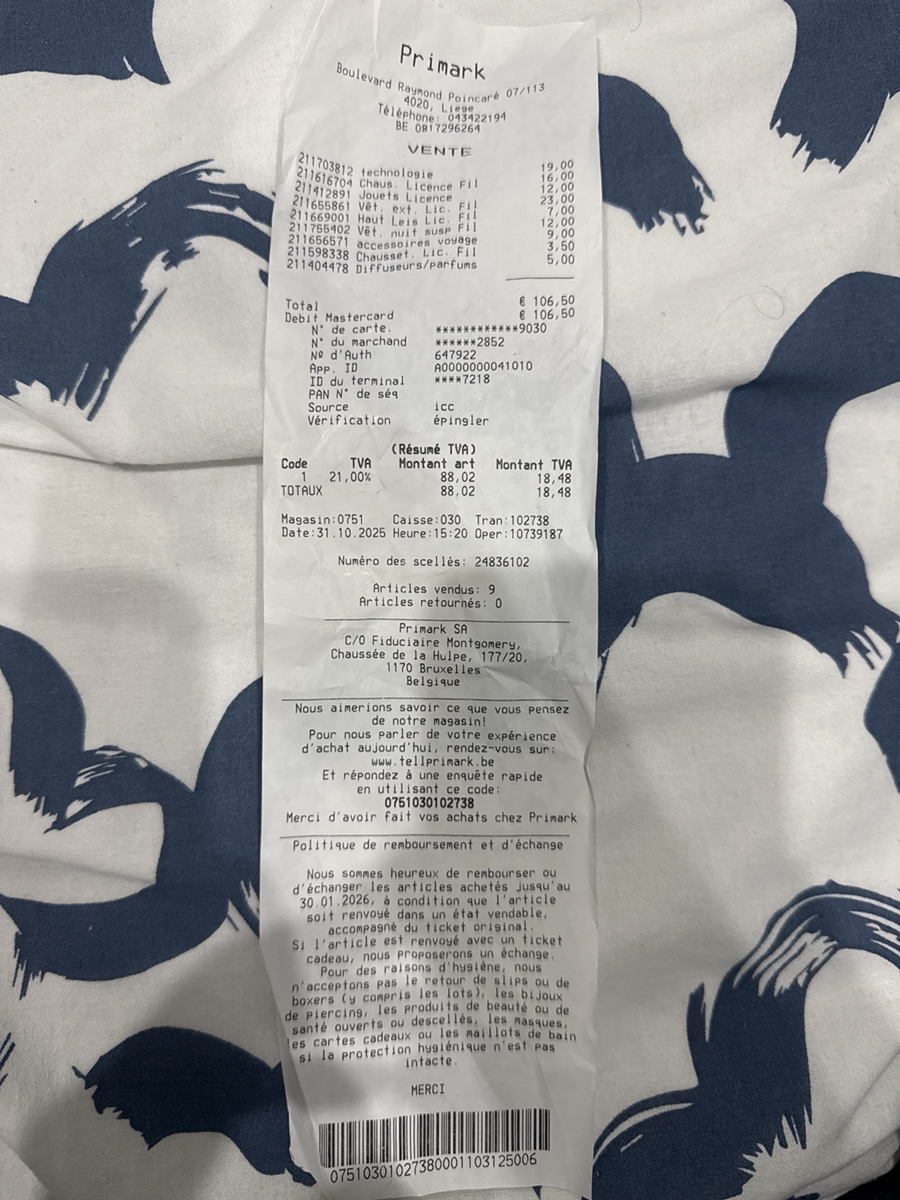 Primark
Boulevard Raymond Poincaré 07/113
4020, Liege
Téléphone: 043422194
BE 0817296264
VENTE
211703812 technologie 19,00
211616704 Chaus. Licence Fil 16,00
211412891 Jouets Licence 12,00
211655861 Vêt. ext. Lic. Fil 23,00
211669001 Haut Leis Lic. Fil 7,00
211755402 Vêt. nuit susp Fil 12,00
211656571 accessoires voyage 9,00
211598338 Chausset. Lic. Fil 3,50
211404478 Diffuseurs/parfums 5,00
Total € 106,50
Debit Mastercard € 106,50
N° de carte. ************9030
N° du marchand ******2852
Nº d'Auth 647922
App. ID A0000000041010
ID du terminal ****7218
PAN N° de séq
Source icc
Vérification épingler
(Résumé TVA)
Code TVA Montant art Montant TVA
1 21,00% 88,02 18,48
TOTAUX 88,02 18,48
Magasin:0751 Caisse:030 Tran:102738
Date:31.10.2025 Heure:15:20 Oper:10739187
Numéro des scellés: 24836102
Articles vendus: 9
Articles retournés: 0
Primark SA
C/O Fiduciaire Montgomery,
Chaussée de la Hulpe, 177/20,
1170 Bruxelles
Belgique
Nous aimerions savoir ce que vous pensez
de notre magasin!
Pour nous parler de votre expérience
d'achat aujourd'hui, rendez-vous sur:
www.tellprimark.be
Et répondez à une enquête rapide
en utilisant ce code:
0751030102738
Merci d'avoir fait vos achats chez Primark
Politique de remboursement et d'échange
Nous sommes heureux de rembourser ou
d'échanger les articles achetés jusqu'au
30.01.2026, à condition que l'article
soit renvoyé dans un état vendable,
accompagné du ticket original.
Si l'article est renvoyé avec un ticket
cadeau, nous proposerons un échange.
Pour des raisons d'hygiène, nous
n'acceptons pas le retour de slips ou de
boxers (y compris les lots), les bijoux
de piercing, les produits de beauté ou de
santé ouverts ou descellés, les masques,
les cartes cadeaux ou les maillots de bain
si la protection hygiénique n'est pas
intacte.
MERCI
07510301027380001103125006